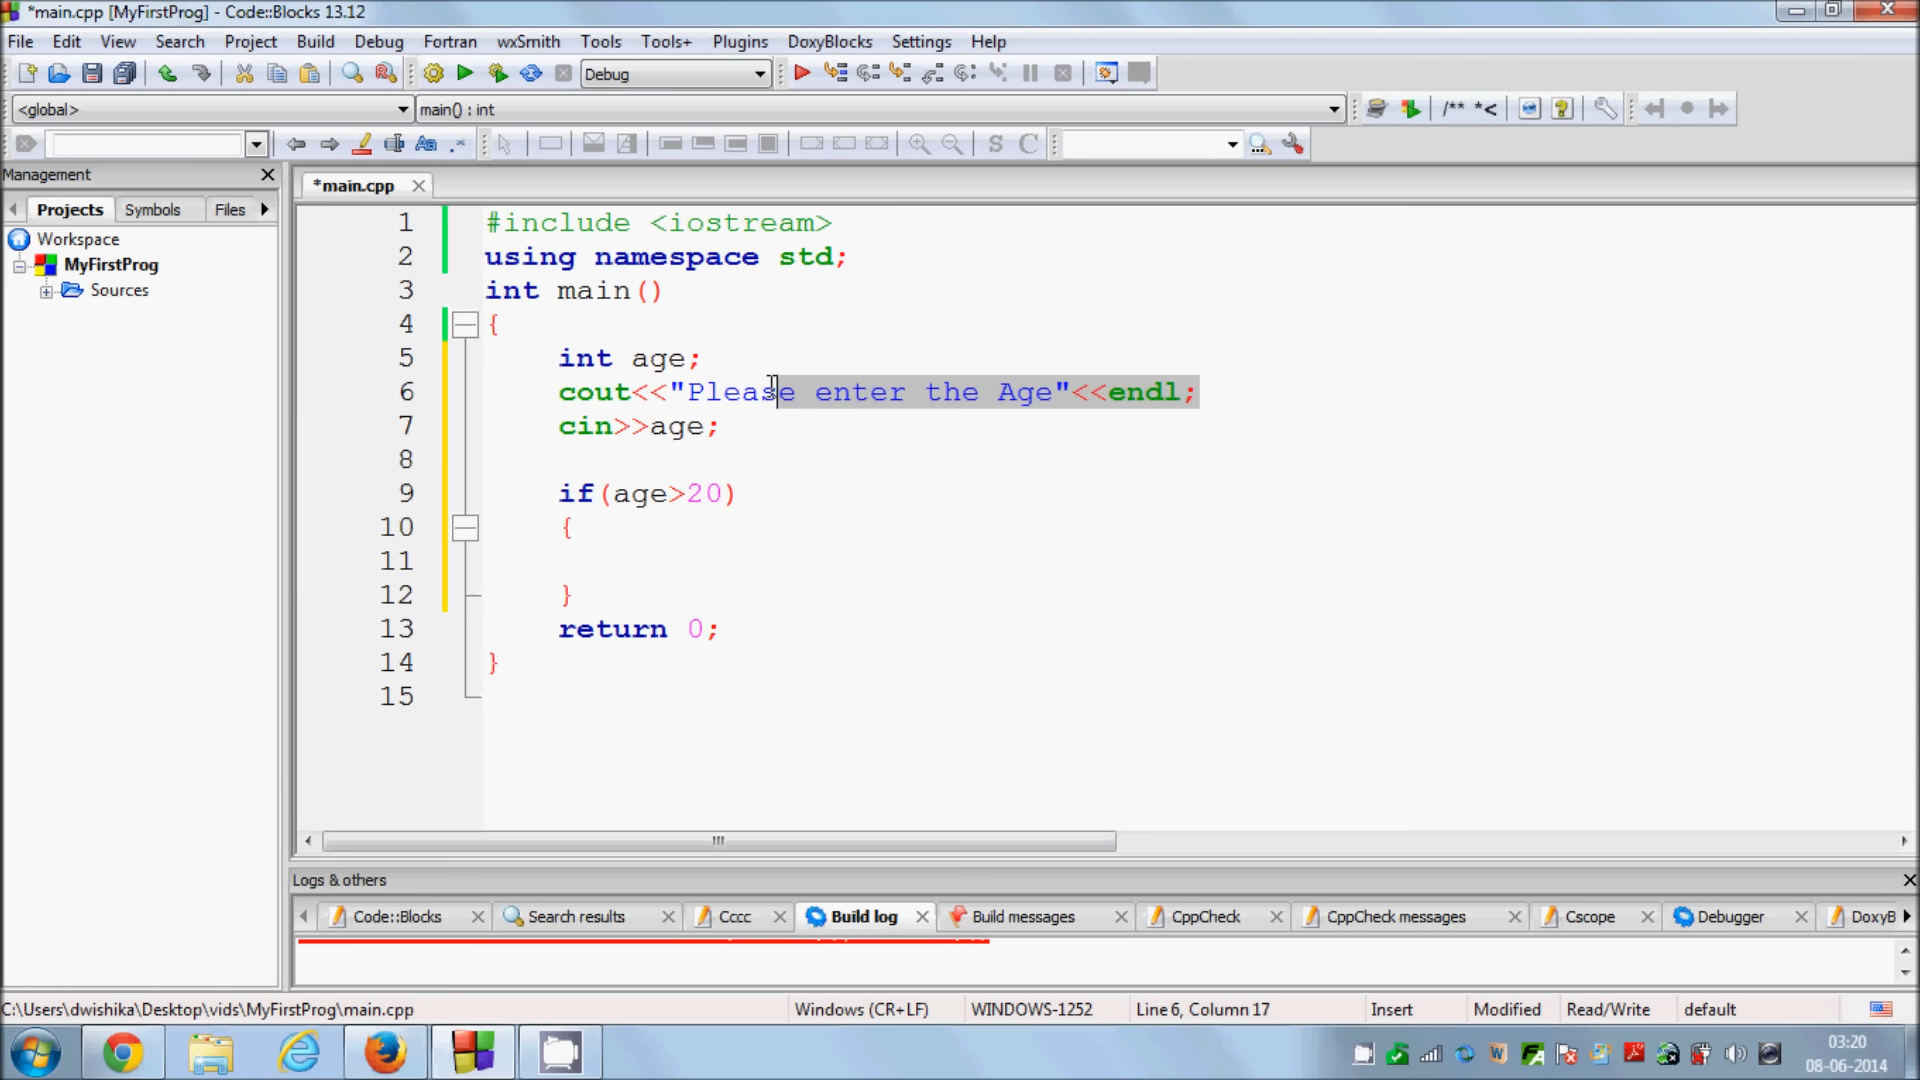 *main.cpp [MyFirstProg] - Code::Blocks 13.12
File Edit View Search Project Build Debug Fortran wxSmith Tools Tools+ Plugins DoxyBlocks Settings Help
Debug
<global> main() : int /** *<
S C
Management
Projects Symbols Files
*main.cpp
Workspace
MyFirstProg
Sources
1 #include <iostream>
2 using namespace std;
3 int main()
4 {
5 int age;
6 cout<<"Please enter the Age"<<endl;
7 cin>>age;
8
9 if(age>20)
10 {
11
12 }
13 return 0;
14 }
15
Logs & others
Code::Blocks Search results Cccc Build log Build messages CppCheck CppCheck messages Cscope Debugger DoxyB
C:\Users\dwishika\Desktop\vids\MyFirstProg\main.cpp Windows (CR+LF) WINDOWS-1252 Line 6, Column 17 Insert Modified Read/Write default
03:20
08-06-2014